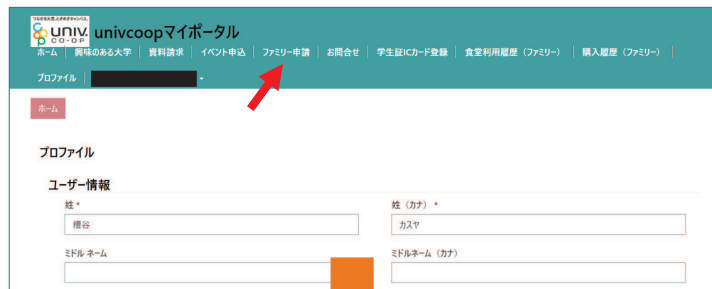 つながる元気、ときめきキャンパス。
UNIV.
CO-OP
univcoopマイポータル
ホーム 興味のある大学 資料請求 イベント申込 ファミリー申請 お問合せ 学生証ICカード登録 食堂利用履歴（ファミリー） 購入履歴（ファミリー）
プロファイル
ホーム
プロファイル
ユーザー情報
姓 * 姓（カナ） *
糟谷 カスヤ
ミドル ネーム ミドルネーム（カナ）